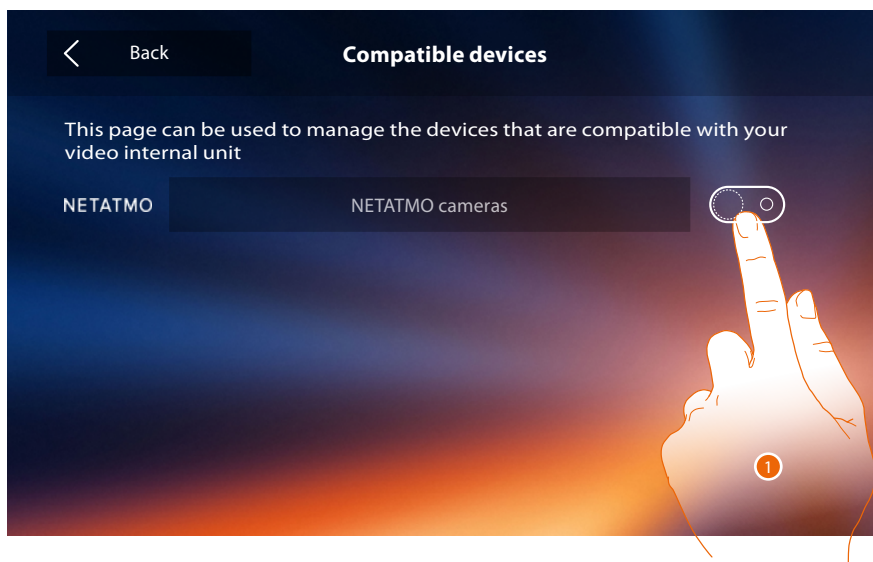 Back
Compatible devices
This page can be used to manage the devices that are compatible with your
video internal unit
NETATMO
NETATMO cameras
1